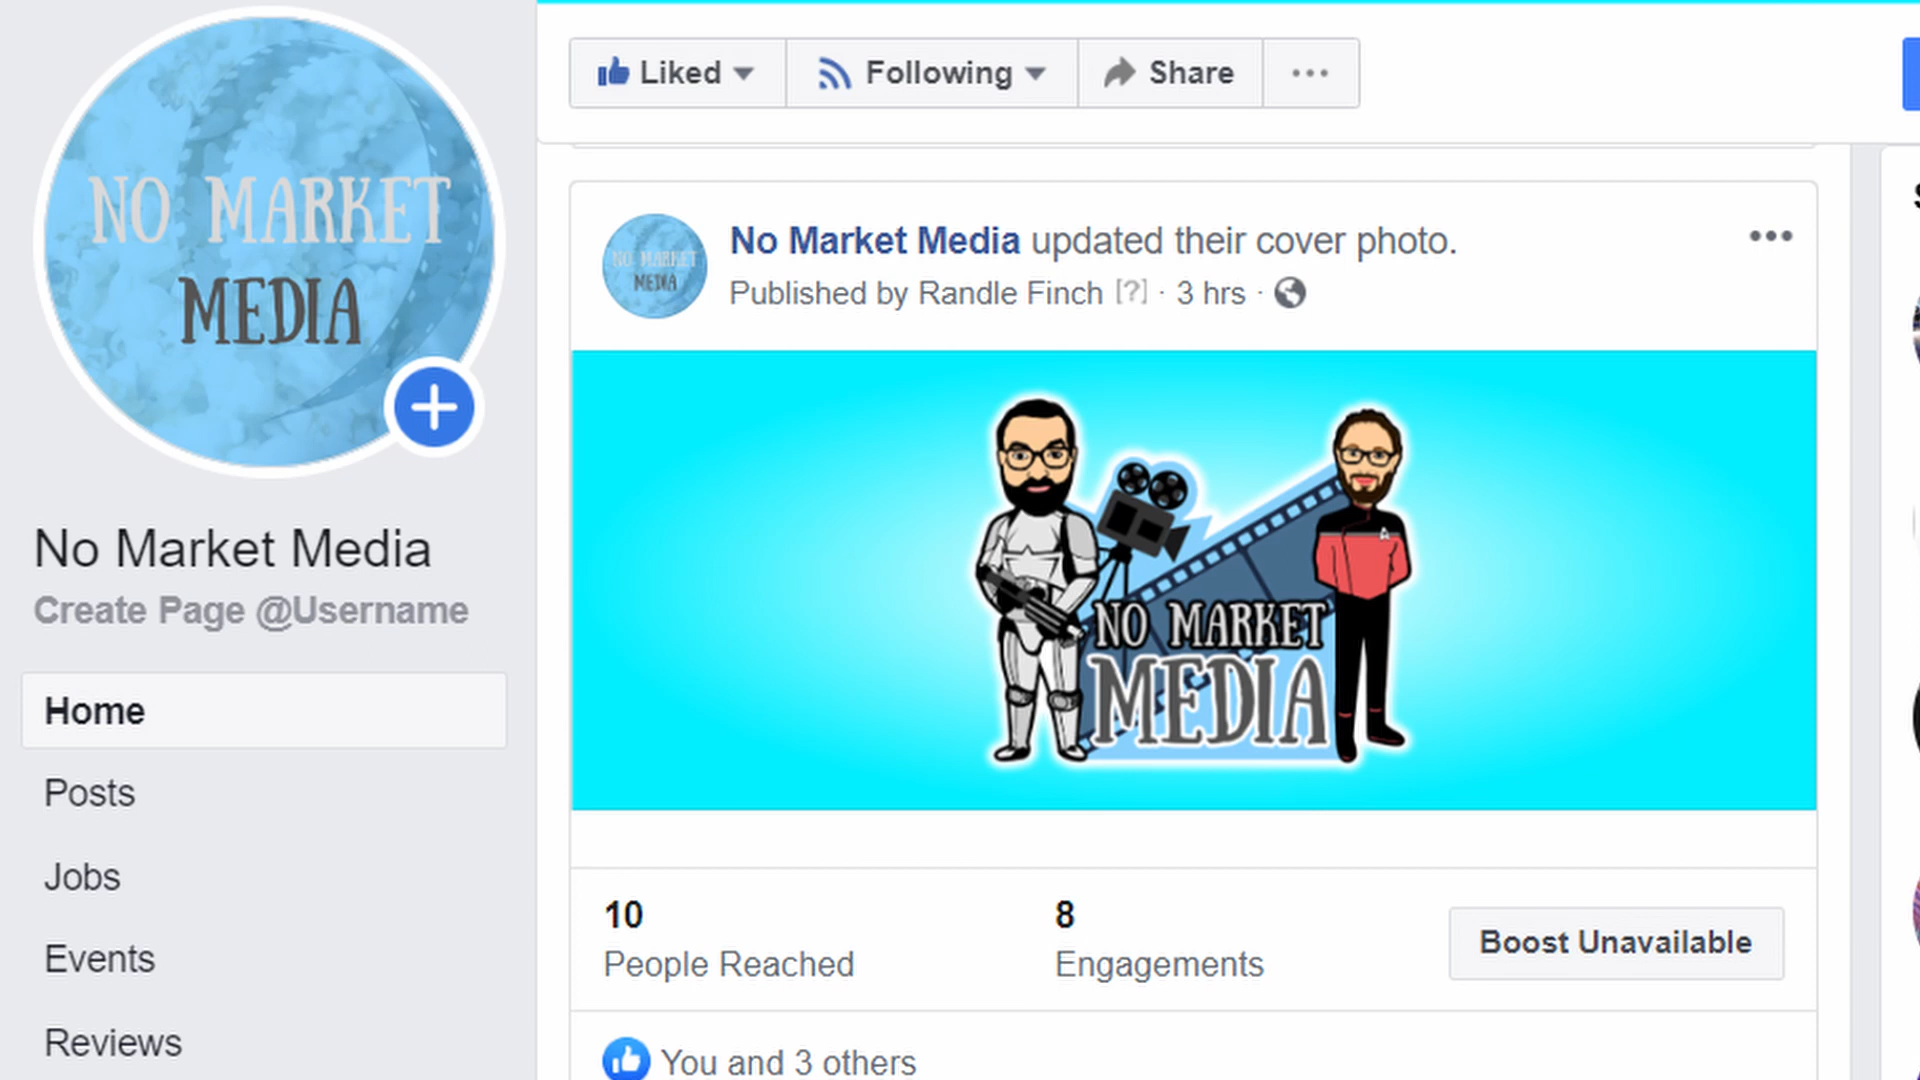 NO MARKET
MEDIA
No Market Media
Create Page @Username
Home
Posts
Jobs
Events
Reviews
Liked
Following
Share
No Market Media updated their cover photo.
Published by Randle Finch [?] · 3 hrs ·
NO MARKET
MEDIA
NO MARKET
MEDIA
10
People Reached
8
Engagements
Boost Unavailable
You and 3 others